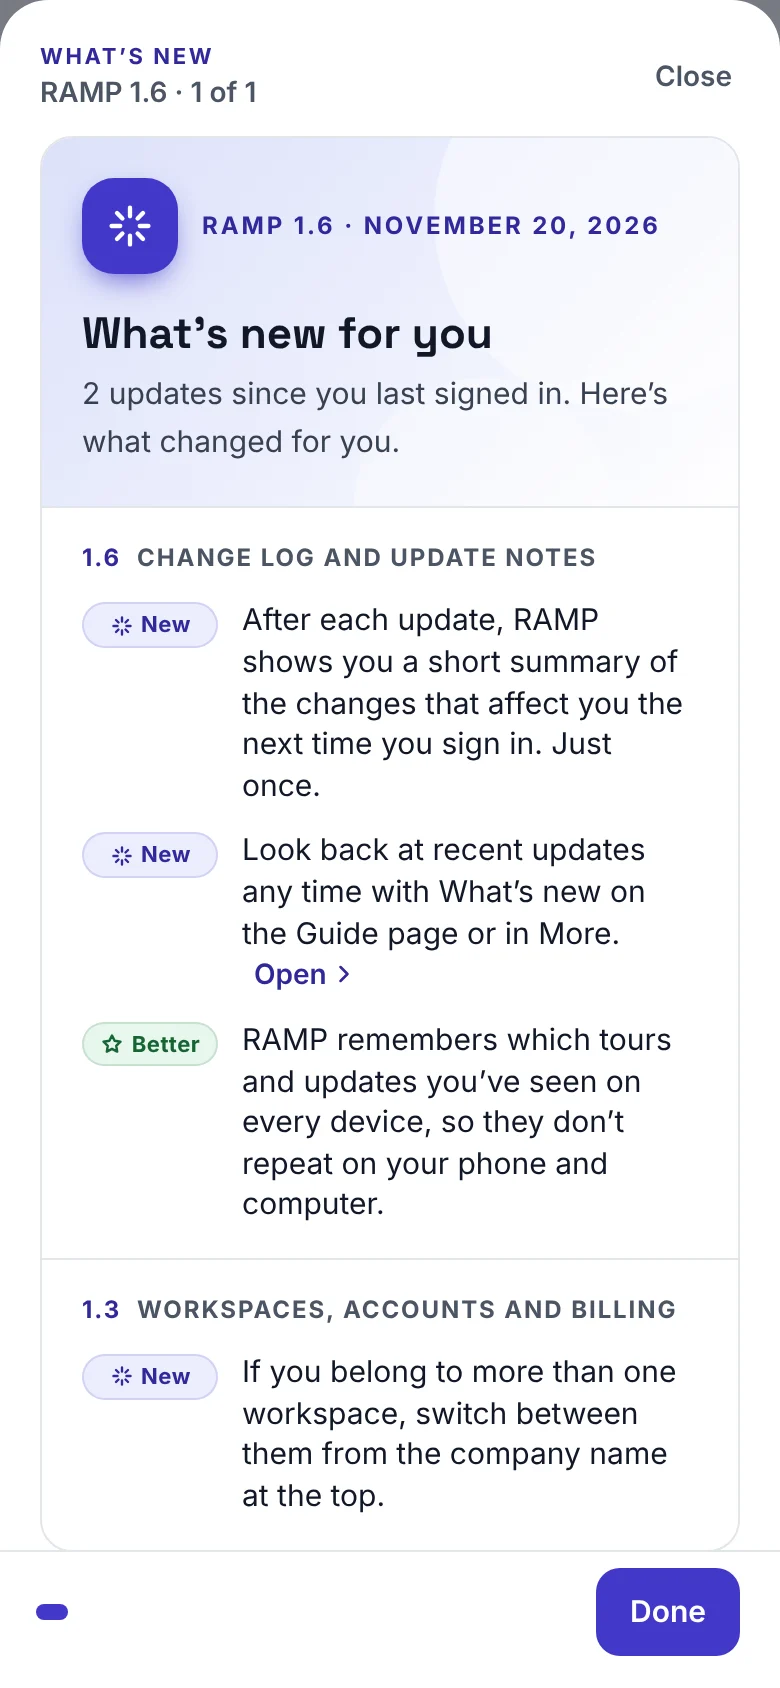 WHAT’S NEW
RAMP 1.6 · 1 of 1
Close
RAMP 1.6 · NOVEMBER 20, 2026
What’s new for you
2 updates since you last signed in. Here’s
what changed for you.
1.6 CHANGE LOG AND UPDATE NOTES
New
After each update, RAMP
shows you a short summary of
the changes that affect you the
next time you sign in. Just
once.
New
Look back at recent updates
any time with What’s new on
the Guide page or in More.
Open
Better
RAMP remembers which tours
and updates you’ve seen on
every device, so they don’t
repeat on your phone and
computer.
1.3 WORKSPACES, ACCOUNTS AND BILLING
New
If you belong to more than one
workspace, switch between
them from the company name
at the top.
Done